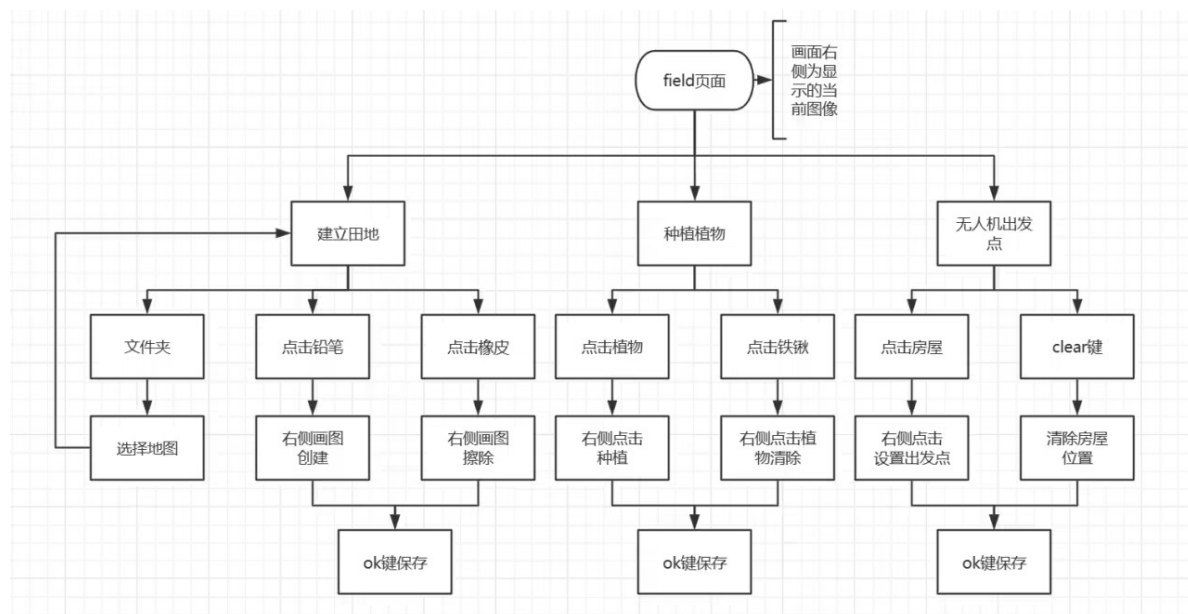 field页面
画面右
侧为显
示的当
前图像
建立田地
种植植物
无人机出发
点
文件夹
点击铅笔
点击橡皮
点击植物
点击铁锹
点击房屋
clear键
选择地图
右侧画图
创建
右侧画图
擦除
右侧点击
种植
右侧点击植
物清除
右侧点击
设置出发点
清除房屋
位置
ok键保存
ok键保存
ok键保存